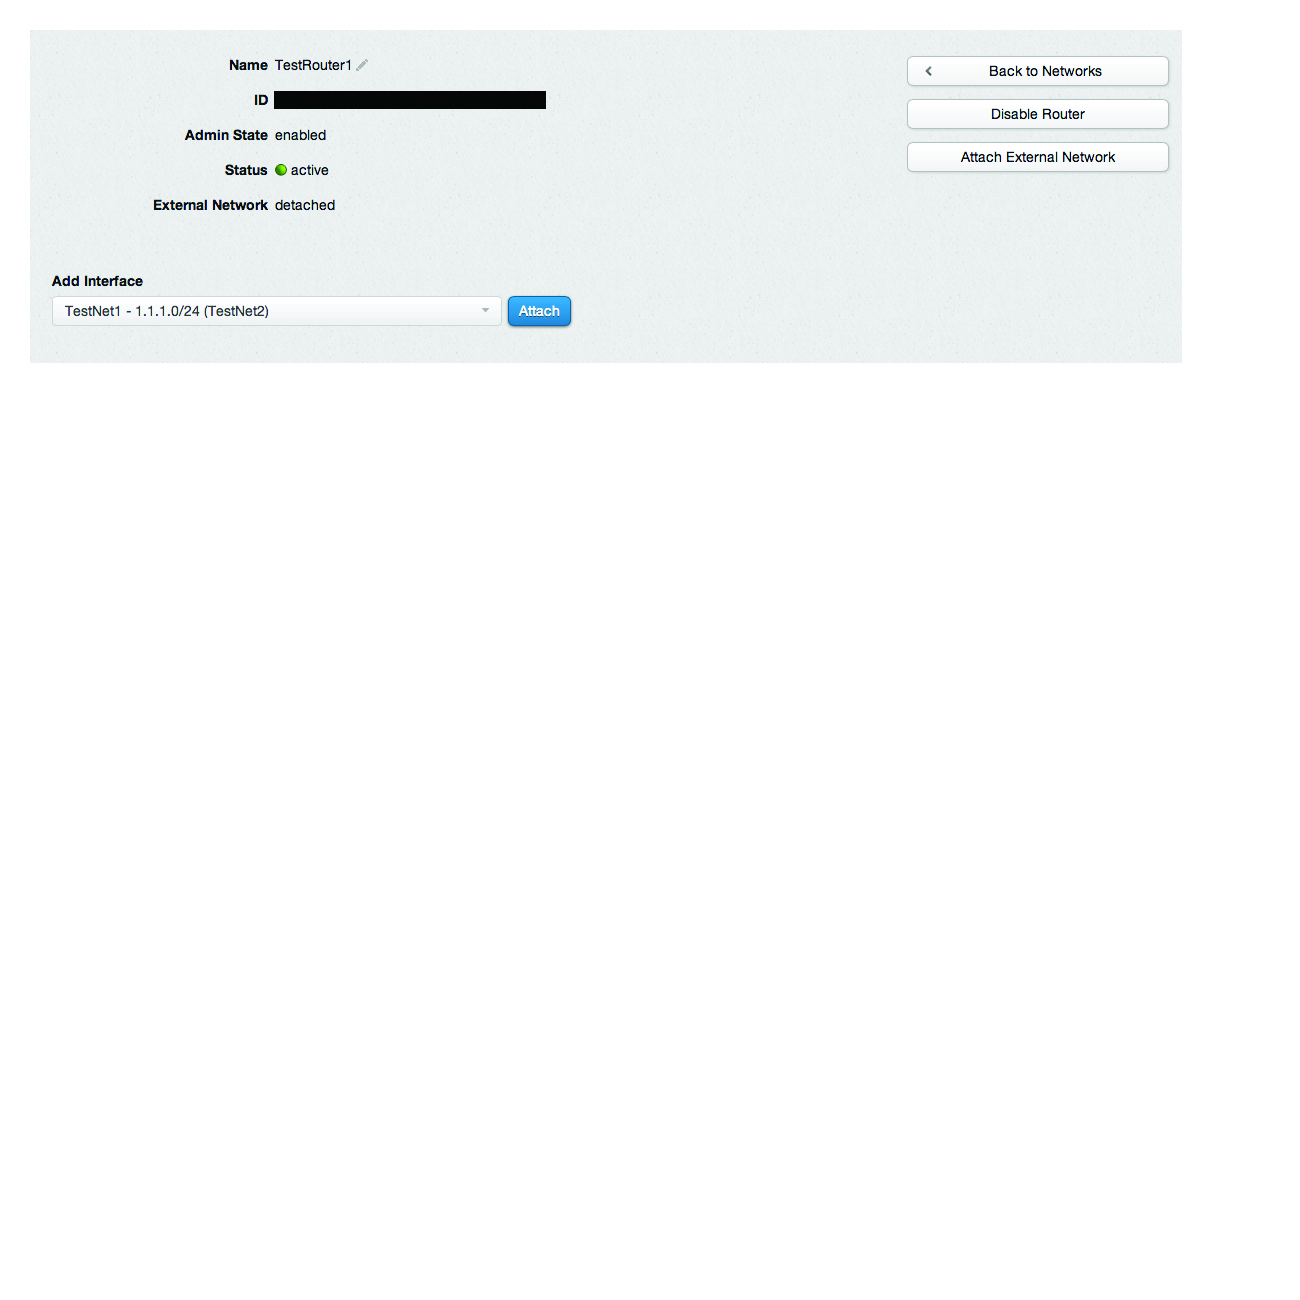 Name TestRouter1
ID
Admin State enabled
Status active
External Network detached
Back to Networks
Disable Router
Attach External Network
Add Interface
TestNet1 - 1.1.1.0/24 (TestNet2)
Attach